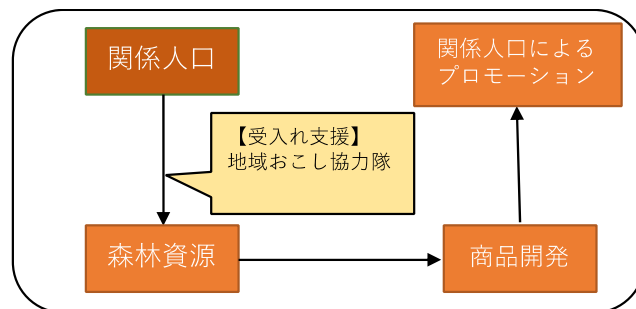 関係人口
関係人口による
プロモーション
【受入れ支援】
地域おこし協力隊
森林資源
商品開発